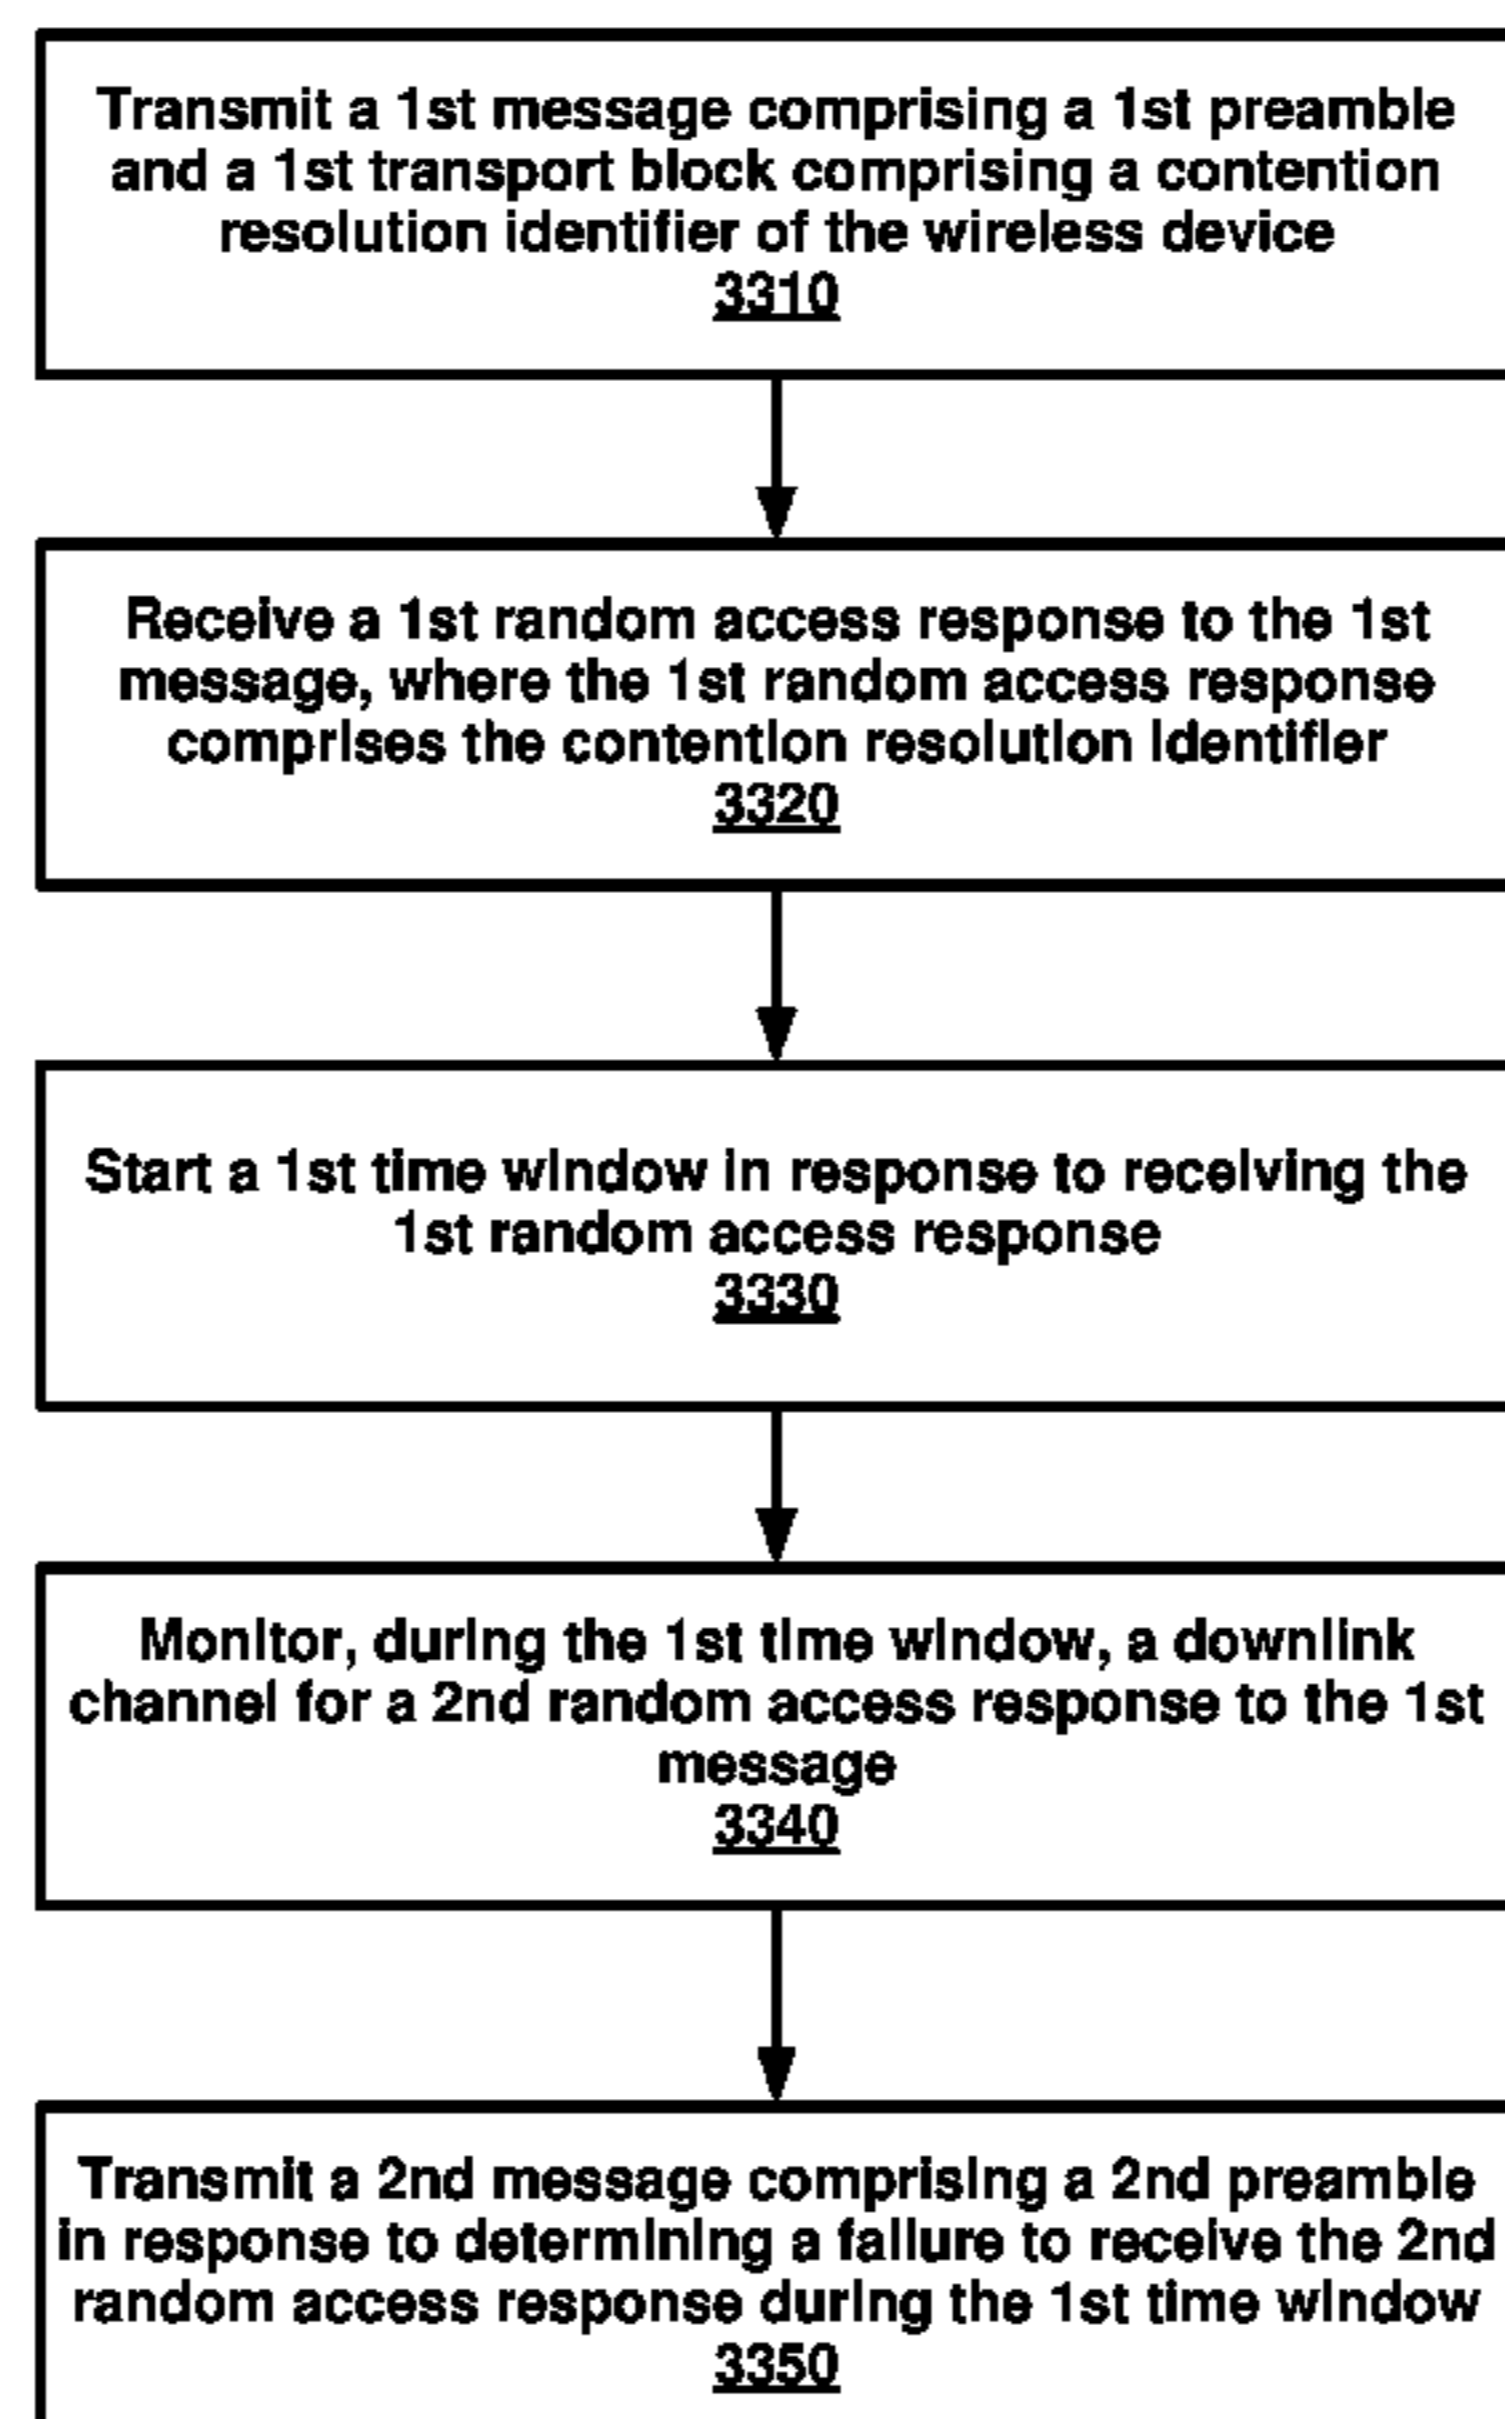 Transmit a 1st message comprising a 1st preamble
and a 1st transport block comprising a contention
resolution identifier of the wireless device
3310
Receive a 1st random access response to the 1st
message, where the 1st random access response
comprises the contention resolution identifier
3320
Start a 1st time window in response to receiving the
1st random access response
3330
Monitor, during the 1st time window, a downlink
channel for a 2nd random access response to the 1st
message
3340
Transmit a 2nd message comprising a 2nd preamble
in response to determining a failure to receive the 2nd
random access response during the 1st time window
3350